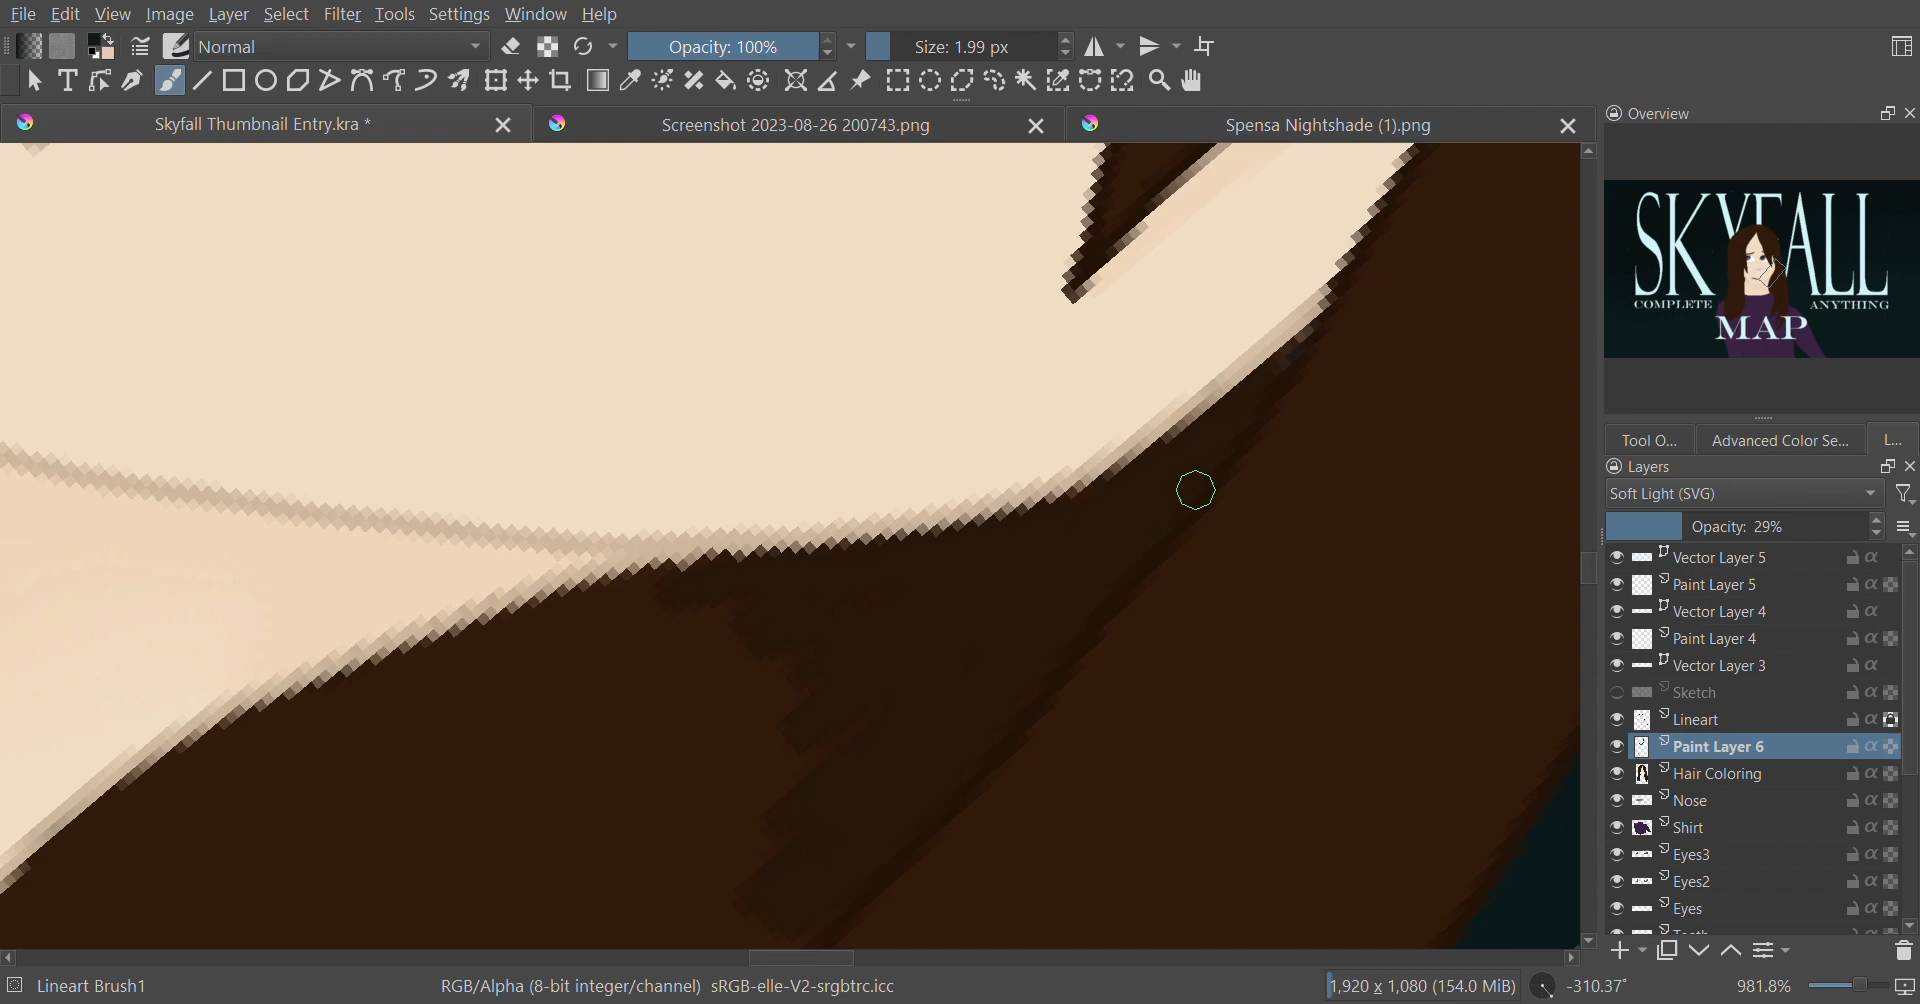 File Edit View Image Layer Select Filter Tools Settings Window Help
Normal Opacity: 100% Size: 1.99 px
Skyfall Thumbnail Entry.kra * Screenshot 2023-08-26 200743.png Spensa Nightshade (1).png
Overview
SKYFALL
COMPLETE ANYTHING
MAP
Tool O... Advanced Color Se... L...
Layers
Soft Light (SVG)
Opacity: 29%
Vector Layer 5
Paint Layer 5
Vector Layer 4
Paint Layer 4
Vector Layer 3
Sketch
Lineart
Paint Layer 6
Hair Coloring
Nose
Shirt
Eyes3
Eyes2
Eyes
Lineart Brush1 RGB/Alpha (8-bit integer/channel) sRGB-elle-V2-srgbtrc.icc 1,920 x 1,080 (154.0 MiB) -310.37° 981.8%